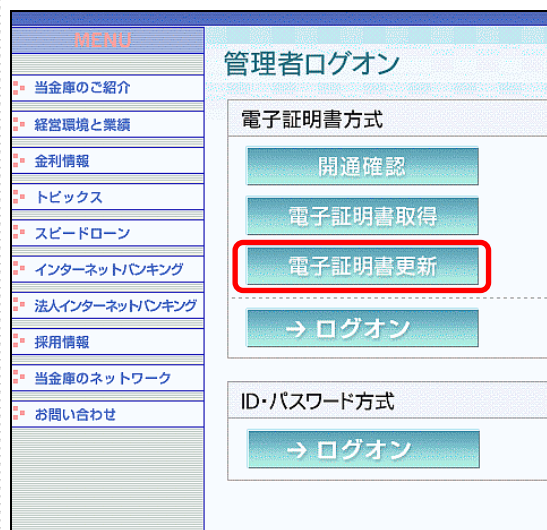 MENU
当金庫のご紹介
経営環境と業績
金利情報
トピックス
スピードローン
インターネットバンキング
法人インターネットバンキング
採用情報
当金庫のネットワーク
お問い合わせ
管理者ログオン
電子証明書方式
開通確認
電子証明書取得
電子証明書更新
→ ログオン
ID・パスワード方式
→ ログオン